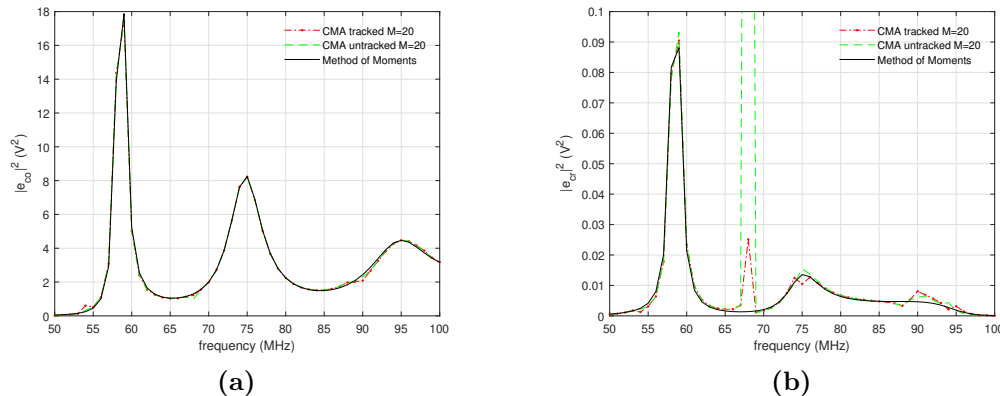 CMA tracked M=20
CMA untracked M=20
Method of Moments
18
16
14
12
10
8
6
4
2
0
|e_co|² (V²)
50 55 60 65 70 75 80 85 90 95 100
frequency (MHz)
(a)
CMA tracked M=20
CMA untracked M=20
Method of Moments
0.1
0.09
0.08
0.07
0.06
0.05
0.04
0.03
0.02
0.01
0
|e_cr|² (V²)
50 55 60 65 70 75 80 85 90 95 100
frequency (MHz)
(b)